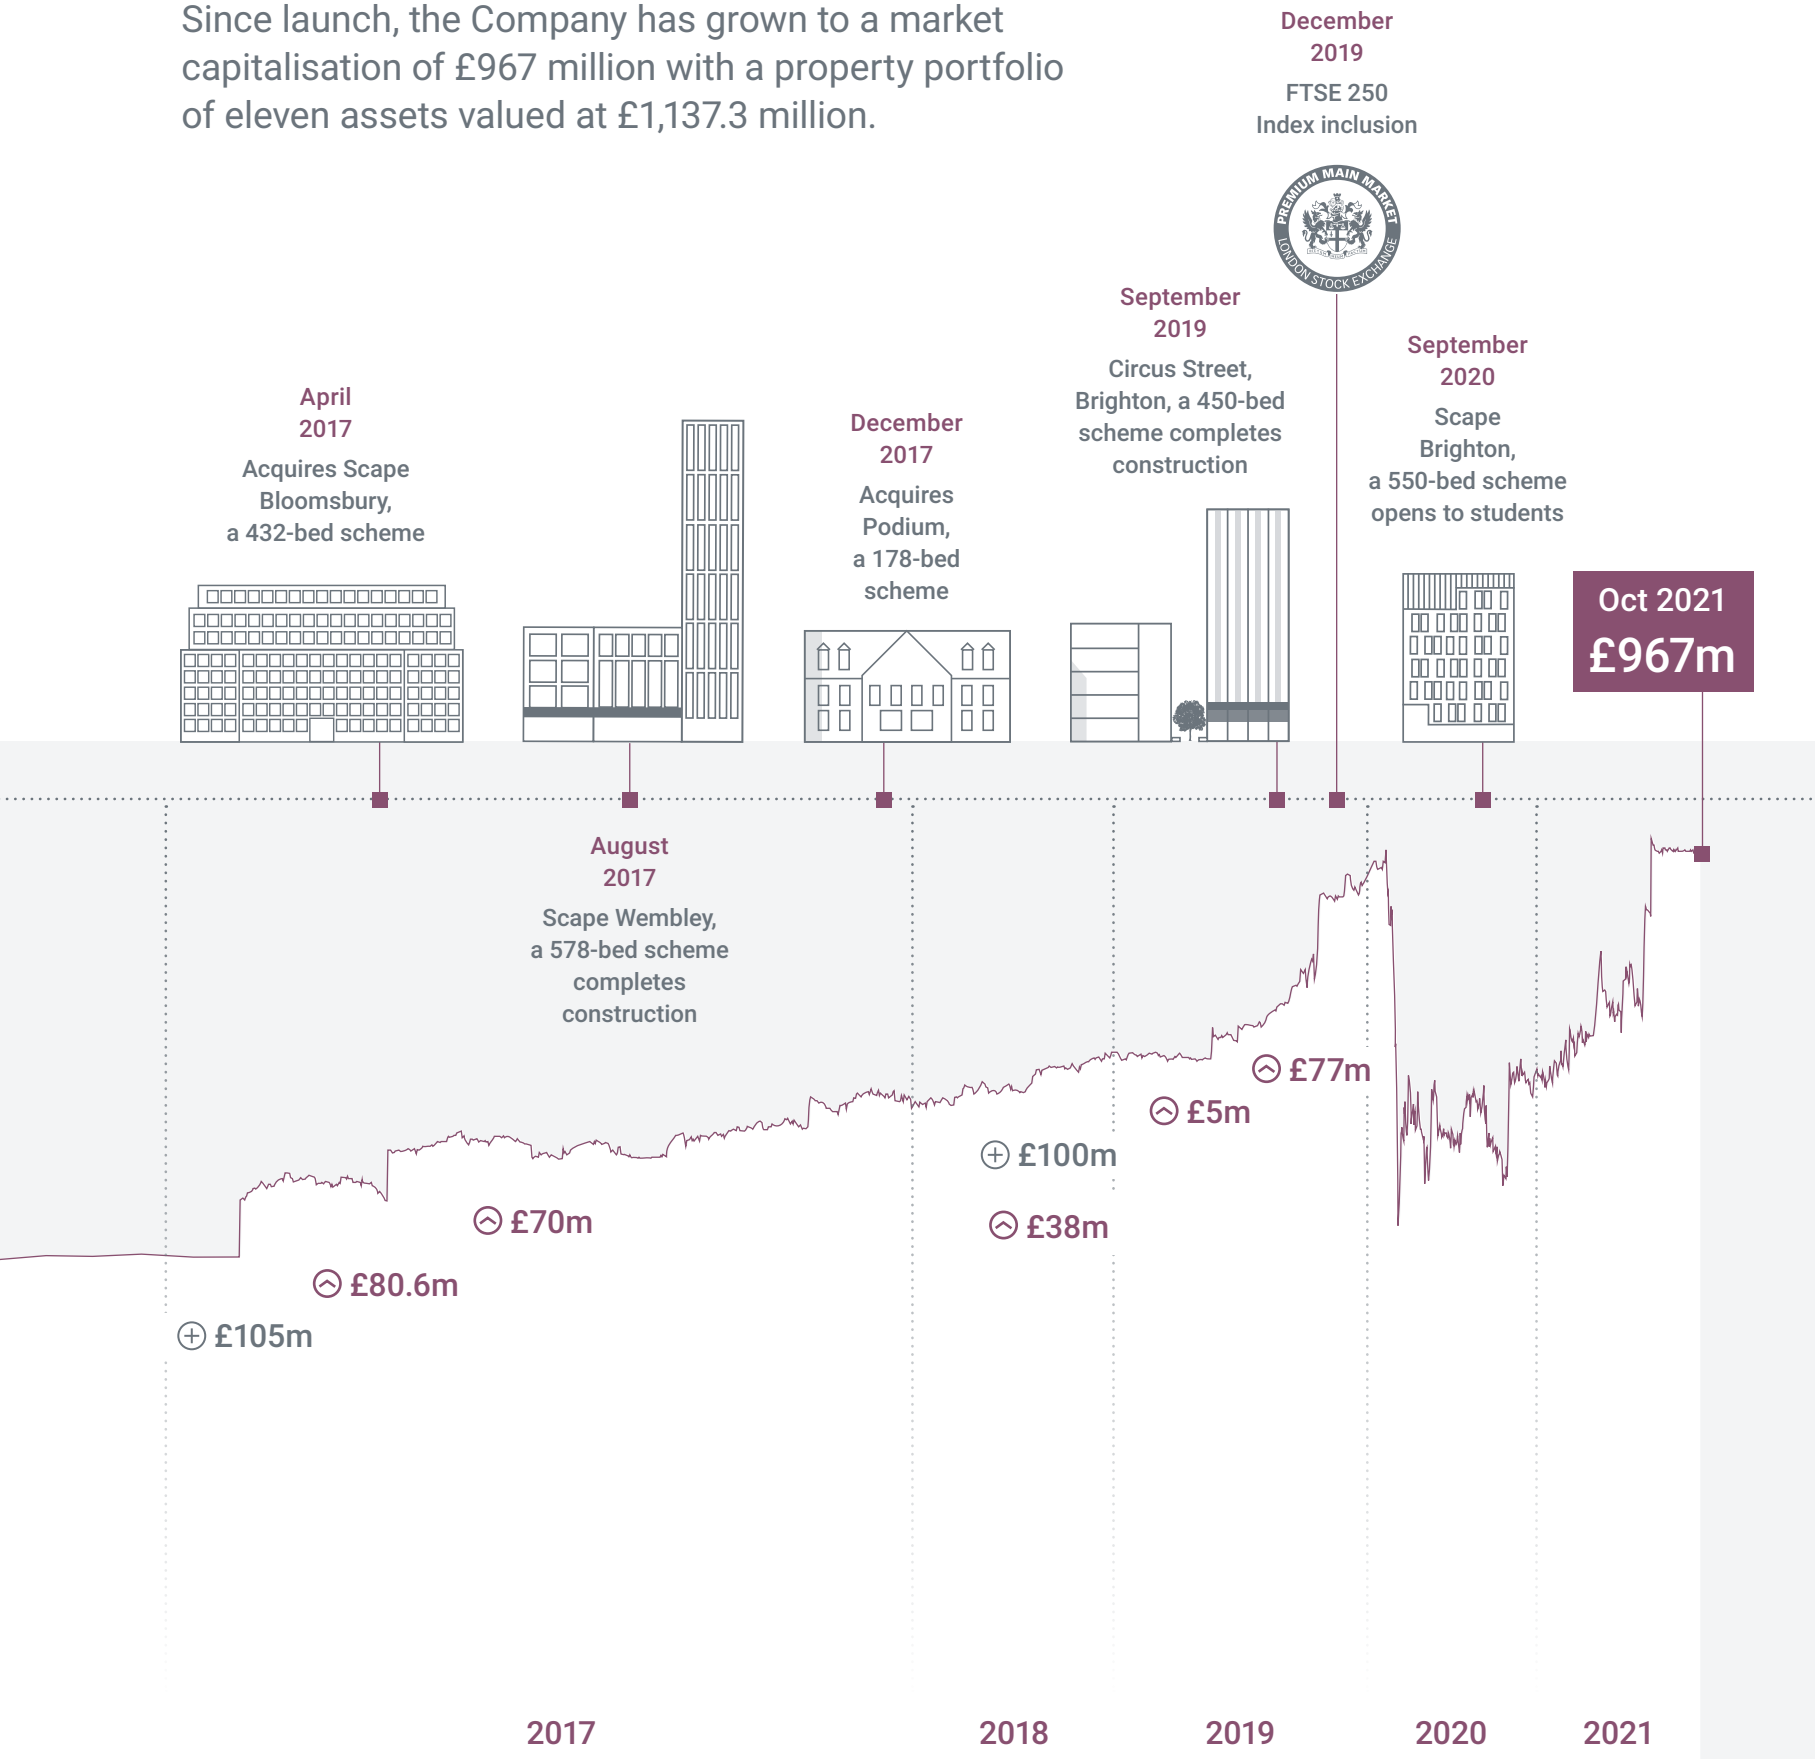 Since launch, the Company has grown to a market
capitalisation of £967 million with a property portfolio
of eleven assets valued at £1,137.3 million.
December
2019
FTSE 250
Index inclusion
PREMIUM MAIN MARKET
LONDON STOCK EXCHANGE
September
2019
Circus Street,
Brighton, a 450-bed
scheme completes
construction
September
2020
Scape
Brighton,
a 550-bed scheme
opens to students
April
2017
Acquires Scape
Bloomsbury,
a 432-bed scheme
December
2017
Acquires
Podium,
a 178-bed
scheme
Oct 2021
£967m
August
2017
Scape Wembley,
a 578-bed scheme
completes
construction
£77m
£5m
£100m
£38m
£70m
£80.6m
£105m
2017
2018
2019
2020
2021